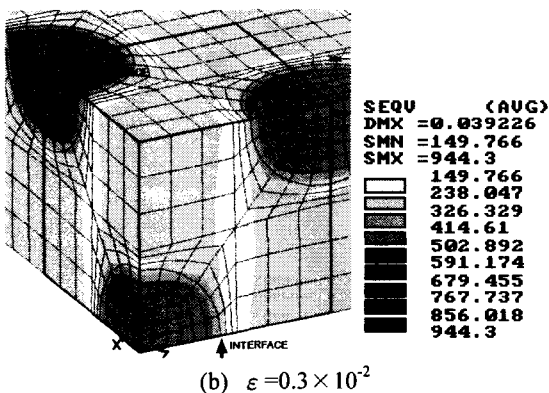 SEQV (AVG)
DMX =0.039226
SMN =149.766
SMX =944.3
149.766
238.047
326.329
414.61
502.892
591.174
679.455
767.737
856.018
944.3
X
INTERFACE
(b) ε =0.3 × 10⁻²